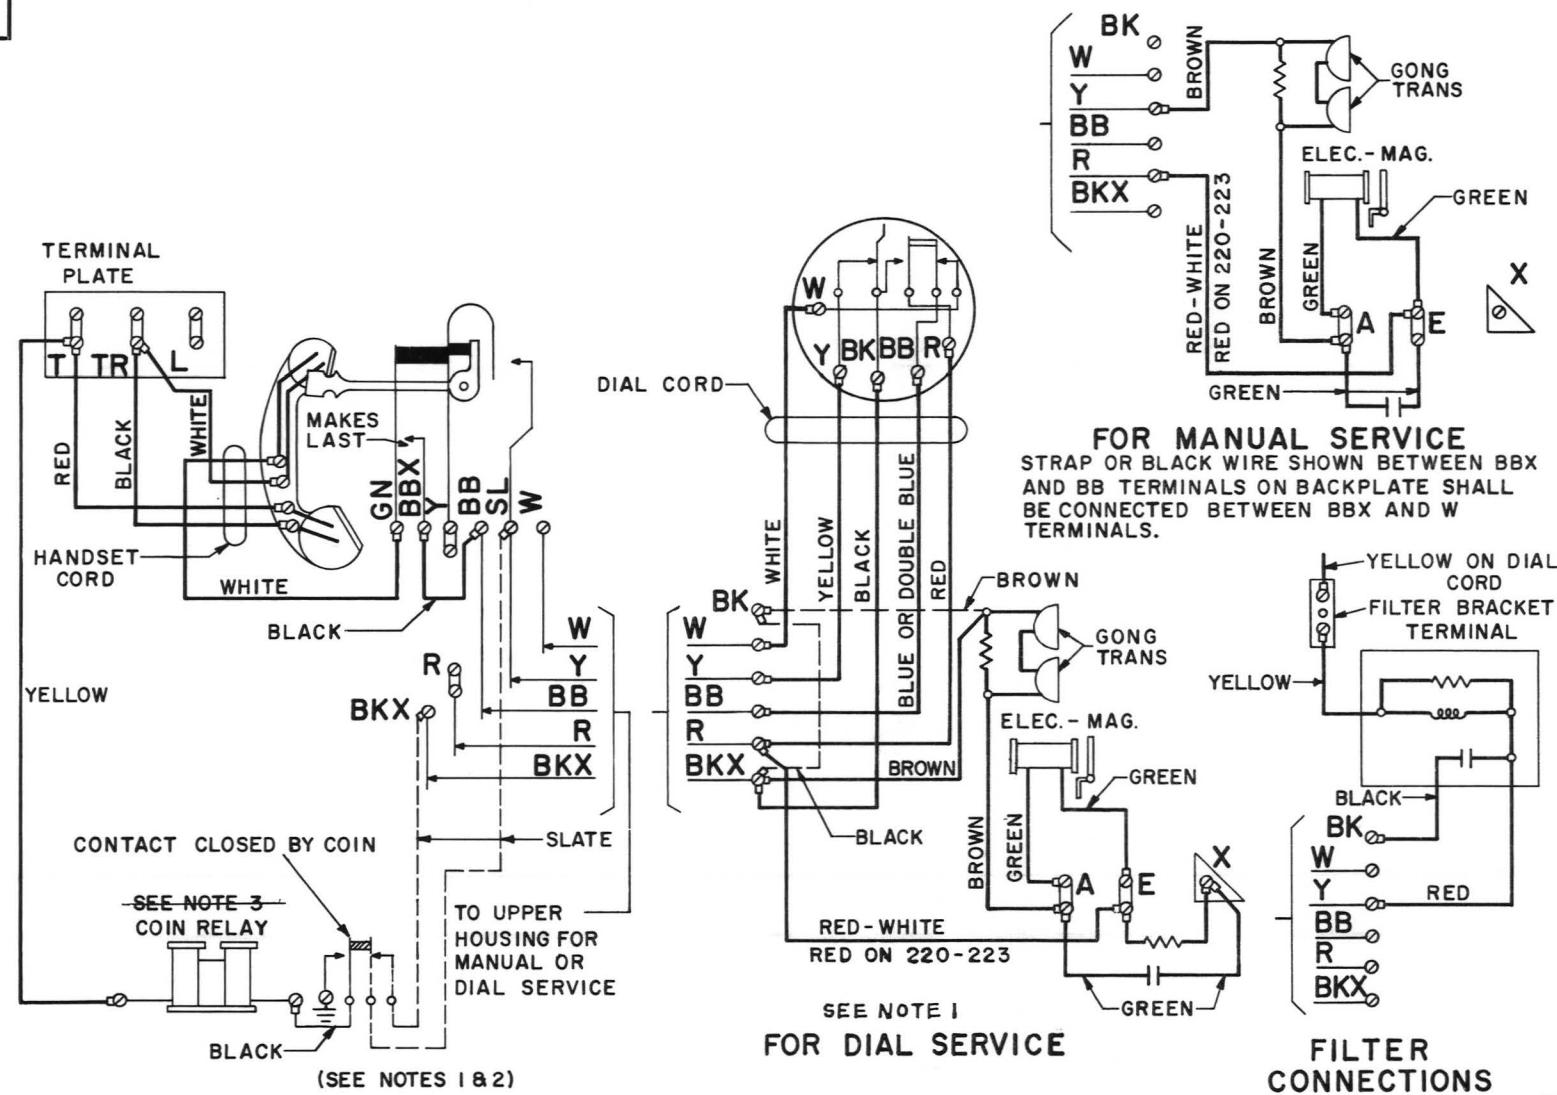 TERMINAL
PLATE
T TR L
RED
BLACK
WHITE
HANDSET
CORD
WHITE
MAKES
LAST
GN
BBX
Y
BB
SL
W
BLACK
YELLOW
R
BKX
W
Y
BB
R
BKX
SLATE
CONTACT CLOSED BY COIN
SEE NOTE 3
COIN RELAY
TO UPPER
HOUSING FOR
MANUAL OR
DIAL SERVICE
BLACK
(SEE NOTES 1 & 2)
W
Y BK BB R
DIAL CORD
WHITE
YELLOW
BLACK
BLUE OR DOUBLE BLUE
RED
BROWN
BK
W
Y
BB
R
BKX
GONG
TRANS
ELEC.-MAG.
BROWN
GREEN
BLACK
BROWN
GREEN
A E X
RED-WHITE
RED ON 220-223
GREEN
SEE NOTE 1
FOR DIAL SERVICE
BK
W
Y
BB
R
BKX
BROWN
GONG
TRANS
ELEC.-MAG.
GREEN
RED-WHITE
RED ON 220-223
BROWN
GREEN
A E
X
GREEN
FOR MANUAL SERVICE
STRAP OR BLACK WIRE SHOWN BETWEEN BBX
AND BB TERMINALS ON BACKPLATE SHALL
BE CONNECTED BETWEEN BBX AND W
TERMINALS.
YELLOW ON DIAL
CORD
FILTER BRACKET
TERMINAL
YELLOW
BLACK
BK
W
Y
BB
R
BKX
RED
FILTER
CONNECTIONS